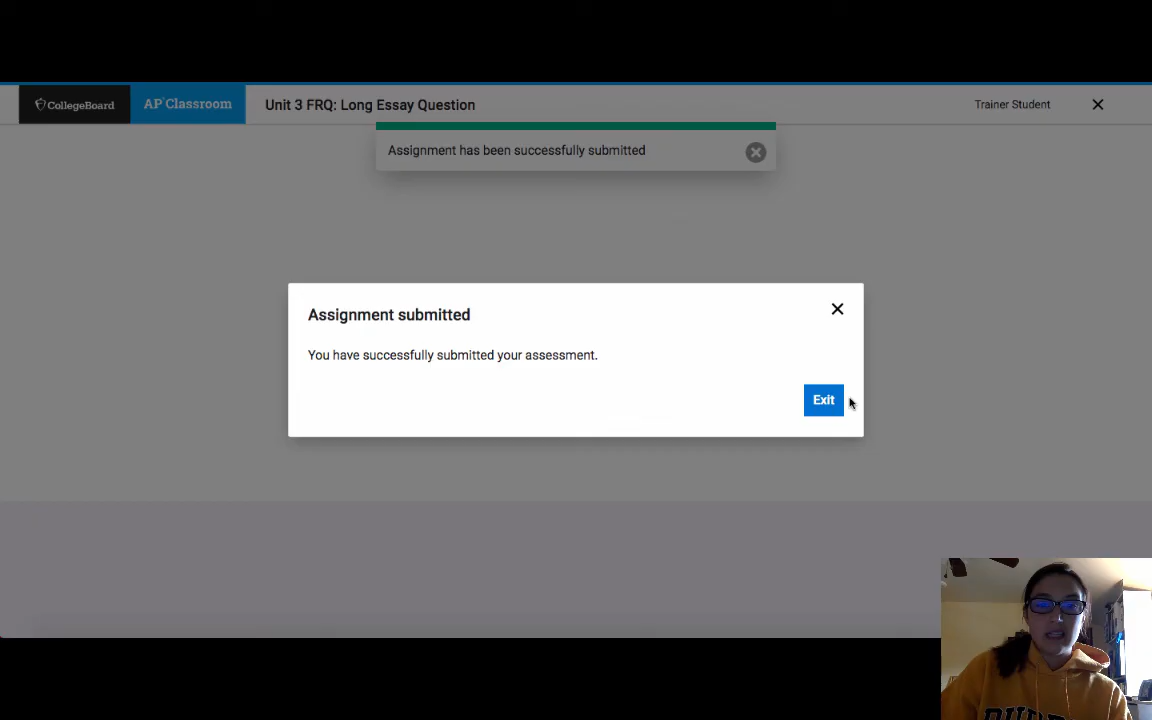 CollegeBoard
AP Classroom
Unit 3 FRQ: Long Essay Question
Trainer Student
Assignment has been successfully submitted
Assignment submitted
You have successfully submitted your assessment.
Exit